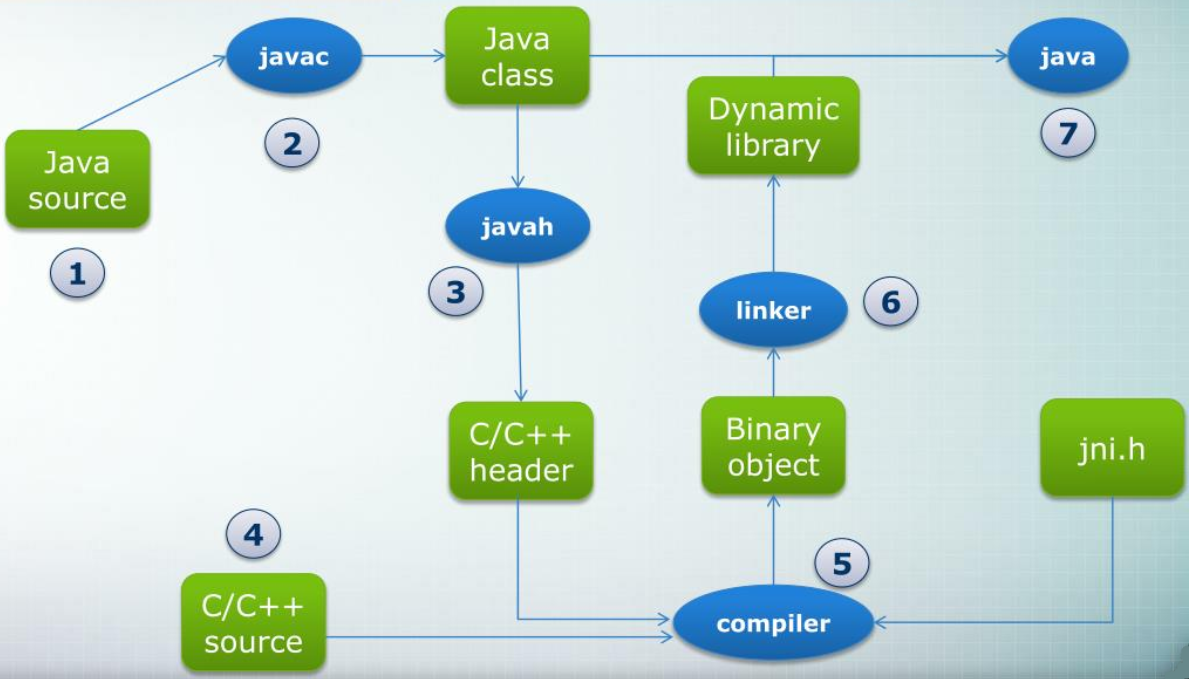 javac
Java
class
java
Dynamic
library
2
7
Java
source
javah
1
3
linker
6
C/C++
header
Binary
object
jni.h
4
5
C/C++
source
compiler